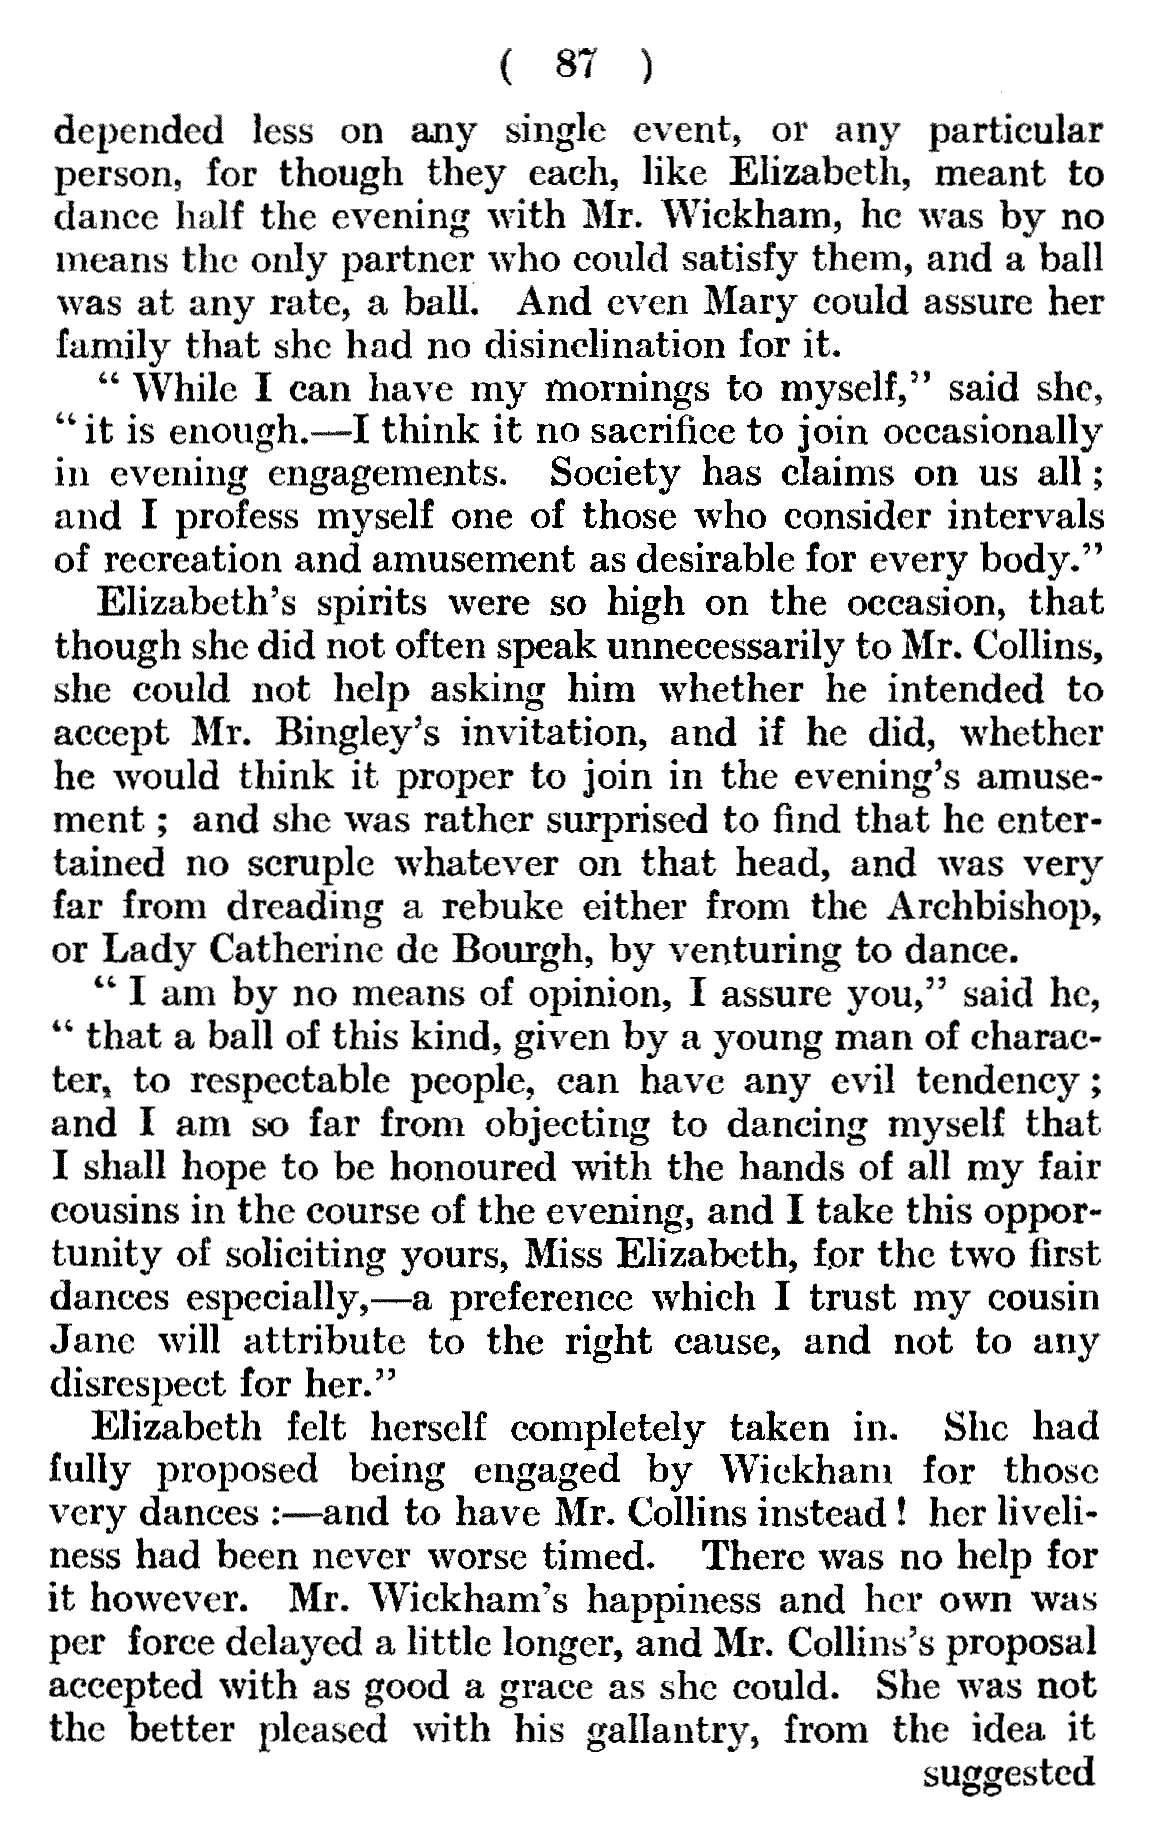 ( 87 )
depended less on any single event, or any particular
person, for though they each, like Elizabeth, meant to
dance half the evening with Mr. Wickham, he was by no
means the only partner who could satisfy them, and a ball
was at any rate, a ball. And even Mary could assure her
family that she had no disinclination for it.
“ While I can have my mornings to myself,” said she,
“ it is enough.—I think it no sacrifice to join occasionally
in evening engagements. Society has claims on us all ;
and I profess myself one of those who consider intervals
of recreation and amusement as desirable for every body.”
Elizabeth’s spirits were so high on the occasion, that
though she did not often speak unnecessarily to Mr. Collins,
she could not help asking him whether he intended to
accept Mr. Bingley’s invitation, and if he did, whether
he would think it proper to join in the evening’s amuse-
ment ; and she was rather surprised to find that he enter-
tained no scruple whatever on that head, and was very
far from dreading a rebuke either from the Archbishop,
or Lady Catherine de Bourgh, by venturing to dance.
“ I am by no means of opinion, I assure you,” said he,
“ that a ball of this kind, given by a young man of charac-
ter, to respectable people, can have any evil tendency ;
and I am so far from objecting to dancing myself that
I shall hope to be honoured with the hands of all my fair
cousins in the course of the evening, and I take this oppor-
tunity of soliciting yours, Miss Elizabeth, for the two first
dances especially,—a preference which I trust my cousin
Jane will attribute to the right cause, and not to any
disrespect for her.”
Elizabeth felt herself completely taken in. She had
fully proposed being engaged by Wickham for those
very dances :—and to have Mr. Collins instead ! her liveli-
ness had been never worse timed. There was no help for
it however. Mr. Wickham’s happiness and her own was
per force delayed a little longer, and Mr. Collins’s proposal
accepted with as good a grace as she could. She was not
the better pleased with his gallantry, from the idea it
suggested